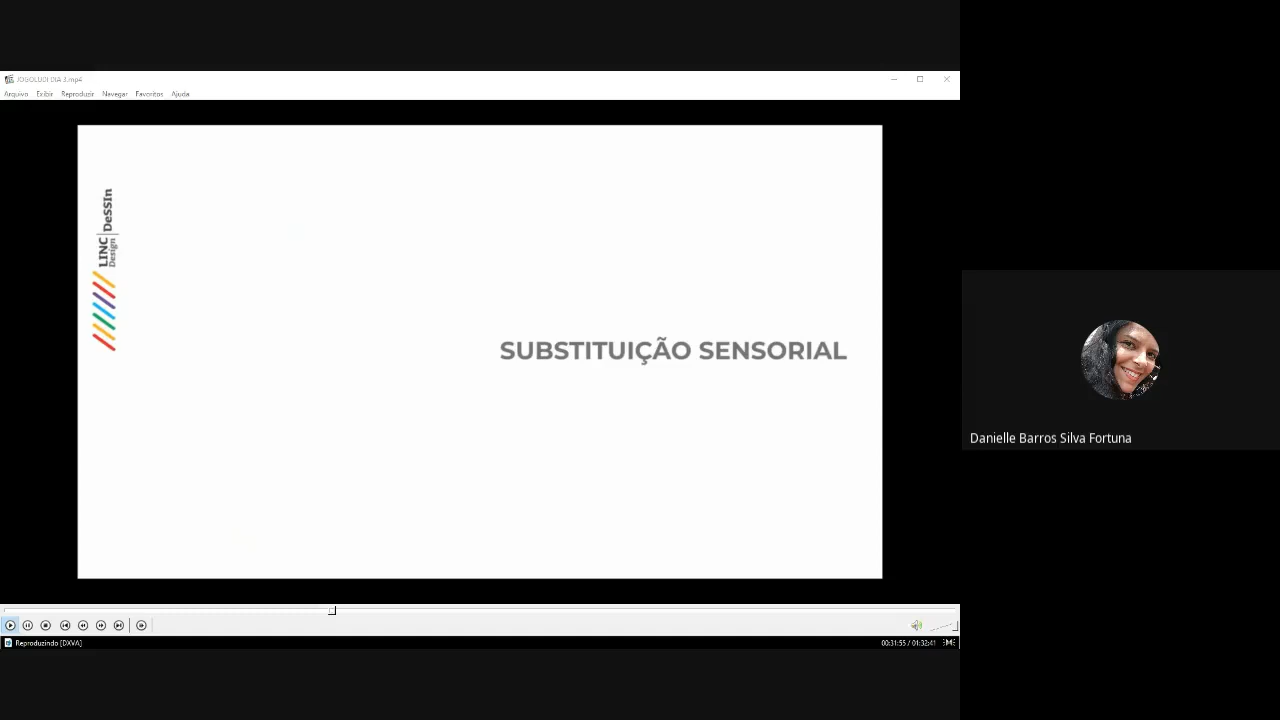 JOGOLUDI DIA 3.mp4
Arquivo Exibir Reproduzir Navegar Favoritos Ajuda
LINC DeSSIn
Design
SUBSTITUIÇÃO SENSORIAL
Danielle Barros Silva Fortuna
Reproduzindo [DXVA]
00:31:55 / 01:32:41